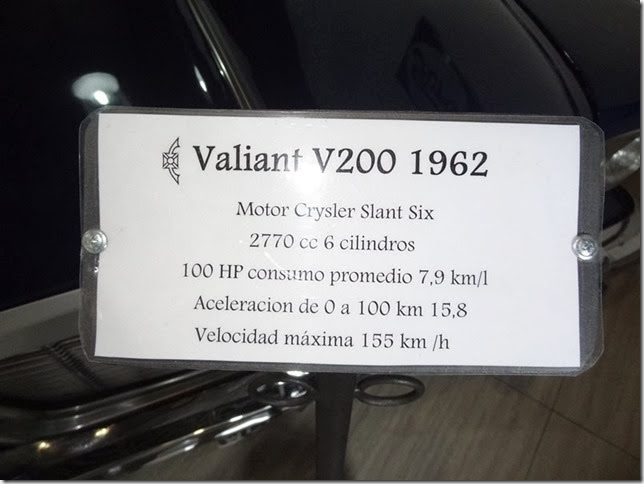 Valiant V200 1962
Motor Crysler Slant Six
2770 cc 6 cilindros
100 HP consumo promedio 7,9 km/l
Aceleracion de 0 a 100 km 15,8
Velocidad máxima 155 km /h